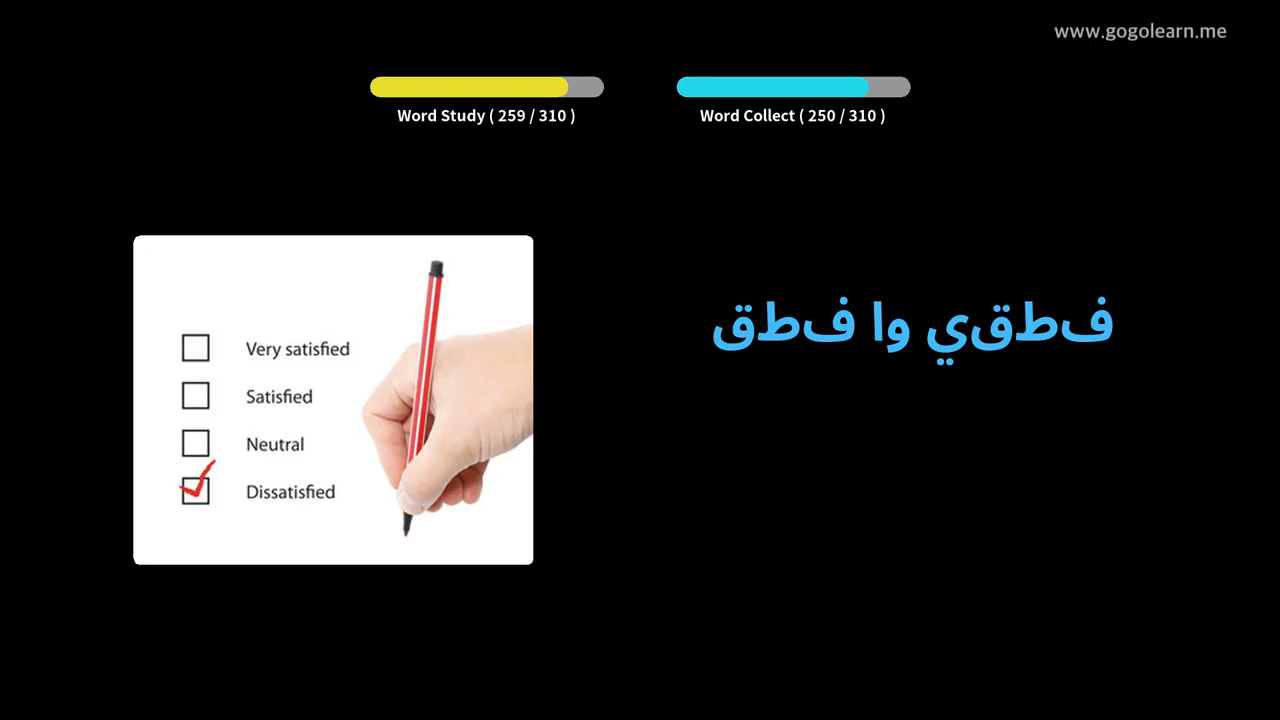 www.gogolearn.me
Word Study ( 259 / 310 )
Word Collect ( 250 / 310 )
فطقي وا فطق
Very satisfied
Satisfied
Neutral
Dissatisfied